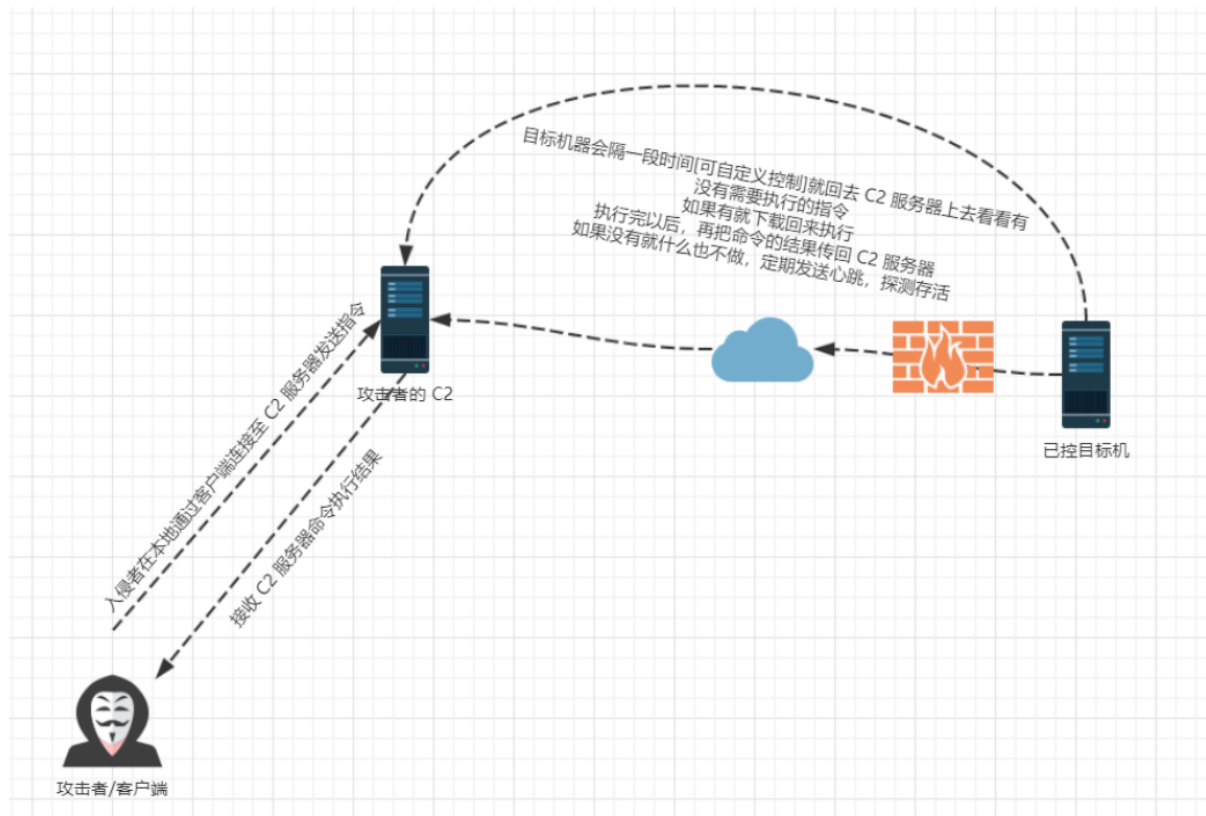 目标机器会隔一段时间[可自定义控制]就回去 C2 服务器上去看看有
没有需要执行的指令
如果有就下载回来执行
执行完以后，再把命令的结果传回 C2 服务器
如果没有就什么也不做，定期发送心跳，探测存活
入侵者在本地通过客户端连接至 C2 服务器发送指令
攻击者的 C2
接收 C2 服务器命令执行结果
已控目标机
攻击者/客户端